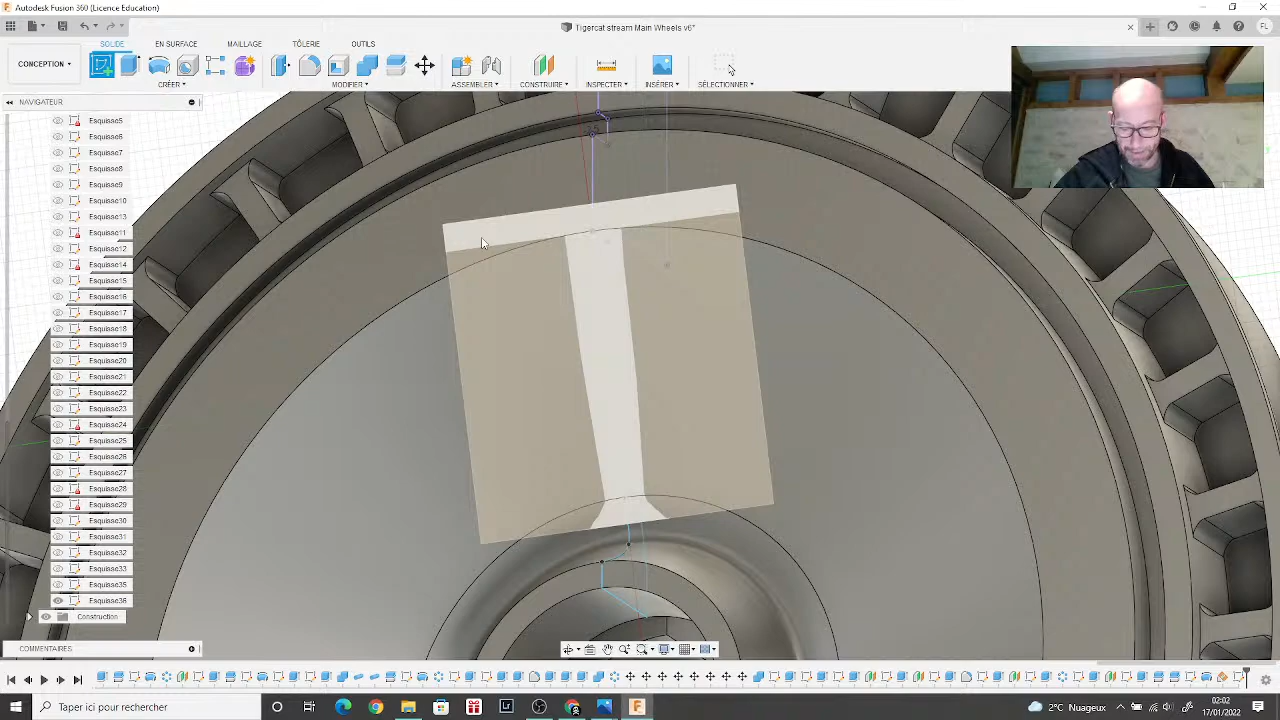 Autodesk Fusion 360 (Licence Education)
Tigercat stream Main Wheels v6*
FL
CONCEPTION
SOLIDE
EN SURFACE
MAILLAGE
TÔLERIE
OUTILS
CRÉER
MODIFIER
ASSEMBLER
CONSTRUIRE
INSPECTER
INSÉRER
SÉLECTIONNER
NAVIGATEUR
Esquisse5
Esquisse6
Esquisse7
Esquisse8
Esquisse9
Esquisse10
Esquisse13
Esquisse11
Esquisse12
Esquisse14
Esquisse15
Esquisse16
Esquisse17
Esquisse18
Esquisse19
Esquisse20
Esquisse21
Esquisse22
Esquisse23
Esquisse24
Esquisse25
Esquisse26
Esquisse27
Esquisse28
Esquisse29
Esquisse30
Esquisse31
Esquisse32
Esquisse33
Esquisse35
Esquisse36
Construction
COMMENTAIRES
Taper ici pour rechercher
2°C Nuageux
02:02
17/01/2022